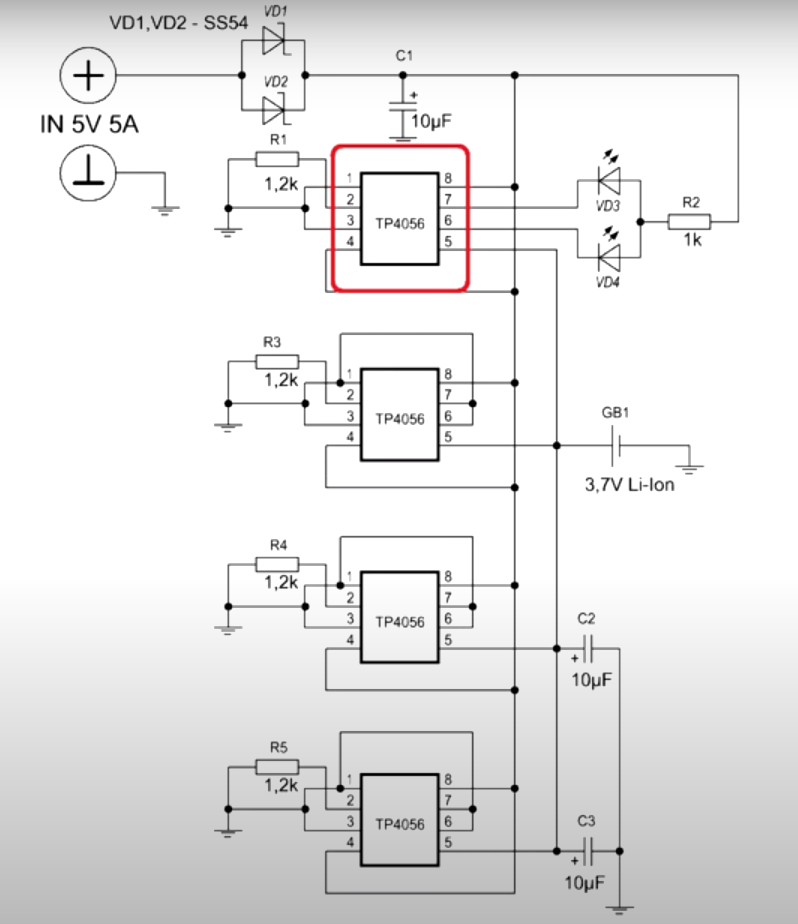 VD1,VD2 - SS54
VD1
VD2
IN 5V 5A
C1
+
10µF
R1
1,2k
1
2
3
4
TP4056
8
7
6
5
VD3
VD4
R2
1k
R3
1,2k
1
2
3
4
TP4056
8
7
6
5
GB1
3,7V Li-Ion
R4
1,2k
1
2
3
4
TP4056
8
7
6
5
C2
+
10µF
R5
1,2k
1
2
3
4
TP4056
8
7
6
5
C3
+
10µF